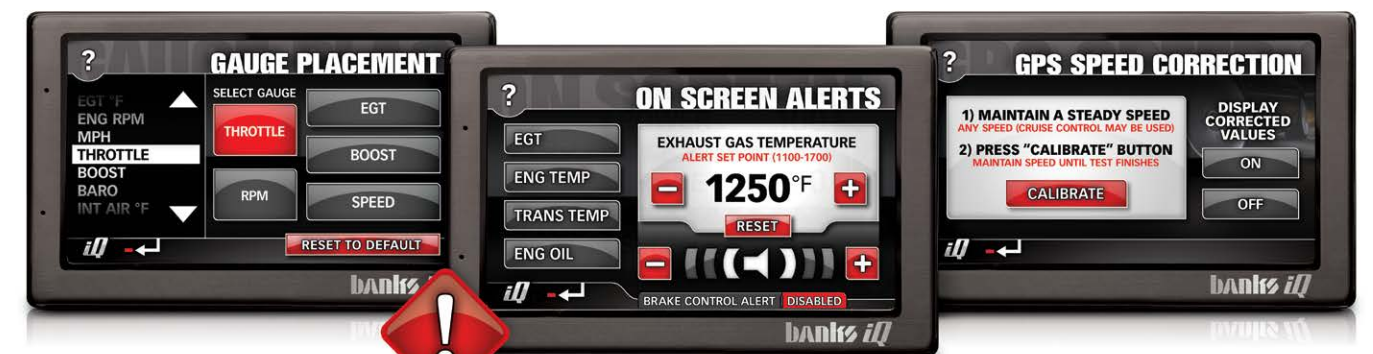 ?
GAUGE PLACEMENT
EGT °F
ENG RPM
MPH
THROTTLE
BOOST
BARO
INT AIR °F
SELECT GAUGE
THROTTLE
EGT
BOOST
RPM
SPEED
iQ
RESET TO DEFAULT
banks
?
ON SCREEN ALERTS
EGT
ENG TEMP
TRANS TEMP
ENG OIL
EXHAUST GAS TEMPERATURE
ALERT SET POINT (1100-1700)
- 1250°F +
RESET
- +
iQ
BRAKE CONTROL ALERT DISABLED
banks iQ
!
?
GPS SPEED CORRECTION
1) MAINTAIN A STEADY SPEED
ANY SPEED (CRUISE CONTROL MAY BE USED)
2) PRESS “CALIBRATE” BUTTON
MAINTAIN SPEED UNTIL TEST FINISHES
CALIBRATE
DISPLAY
CORRECTED
VALUES
ON
OFF
iQ
banks iQ